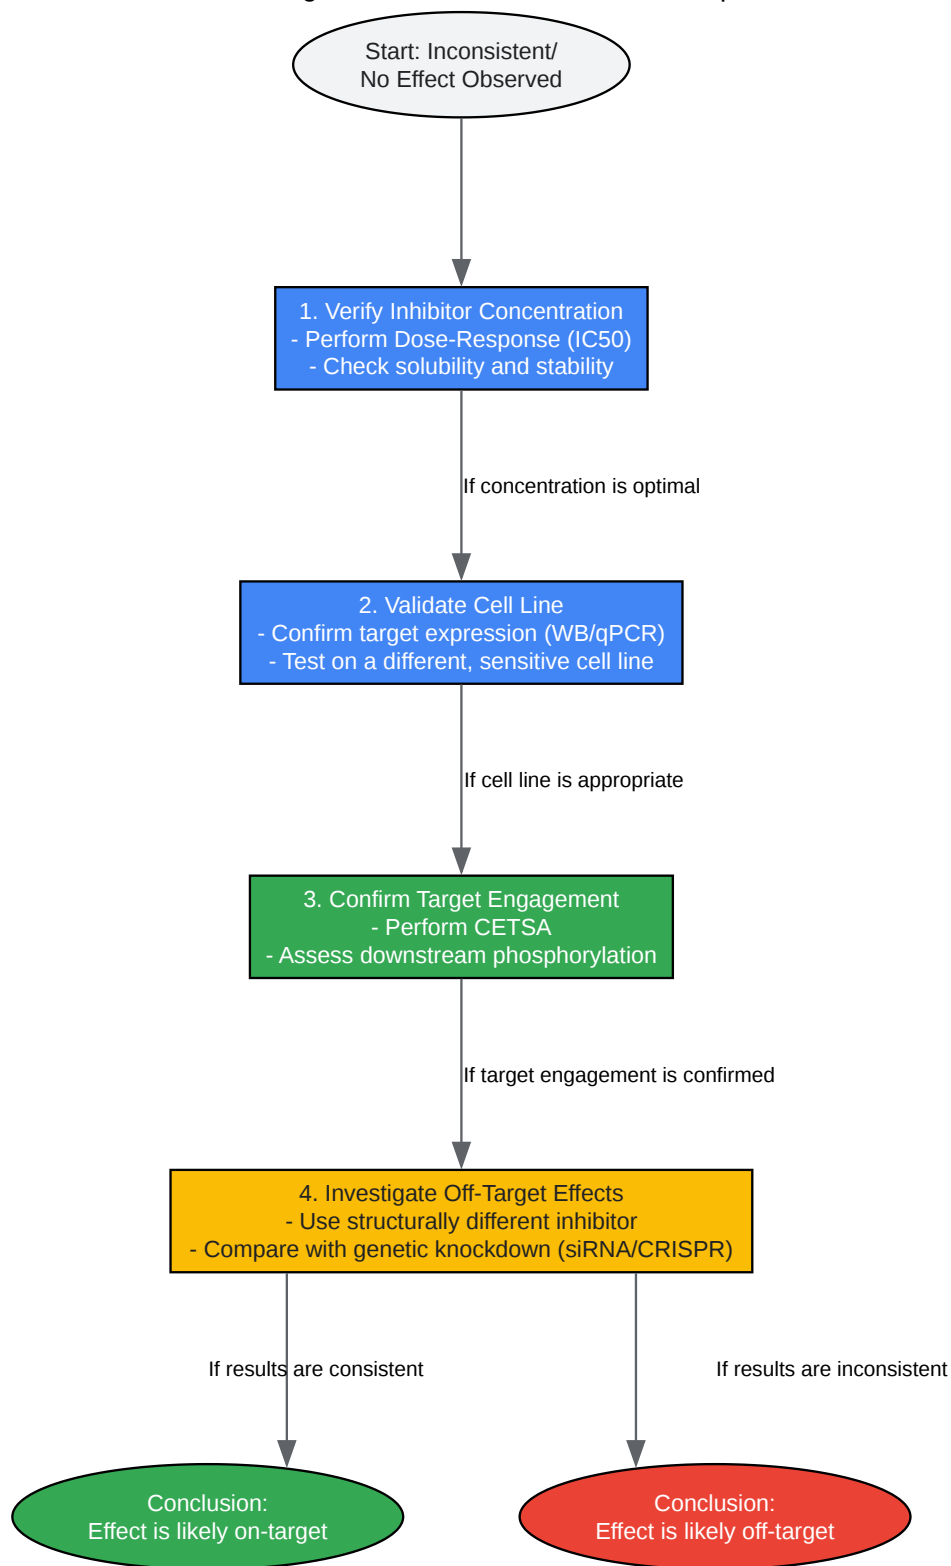 Start: Inconsistent/
No Effect Observed
1. Verify Inhibitor Concentration
- Perform Dose-Response (IC50)
- Check solubility and stability
If concentration is optimal
2. Validate Cell Line
- Confirm target expression (WB/qPCR)
- Test on a different, sensitive cell line
If cell line is appropriate
3. Confirm Target Engagement
- Perform CETSA
- Assess downstream phosphorylation
If target engagement is confirmed
4. Investigate Off-Target Effects
- Use structurally different inhibitor
- Compare with genetic knockdown (siRNA/CRISPR)
If results are consistent
If results are inconsistent
Conclusion:
Effect is likely on-target
Conclusion:
Effect is likely off-target